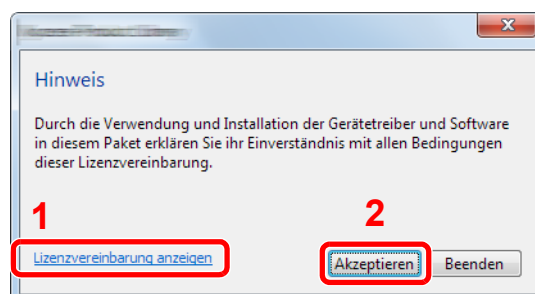 Hinweis
Durch die Verwendung und Installation der Gerätetreiber und Software
in diesem Paket erklären Sie ihr Einverständnis mit allen Bedingungen
dieser Lizenzvereinbarung.
1
2
Lizenzvereinbarung anzeigen
Akzeptieren
Beenden